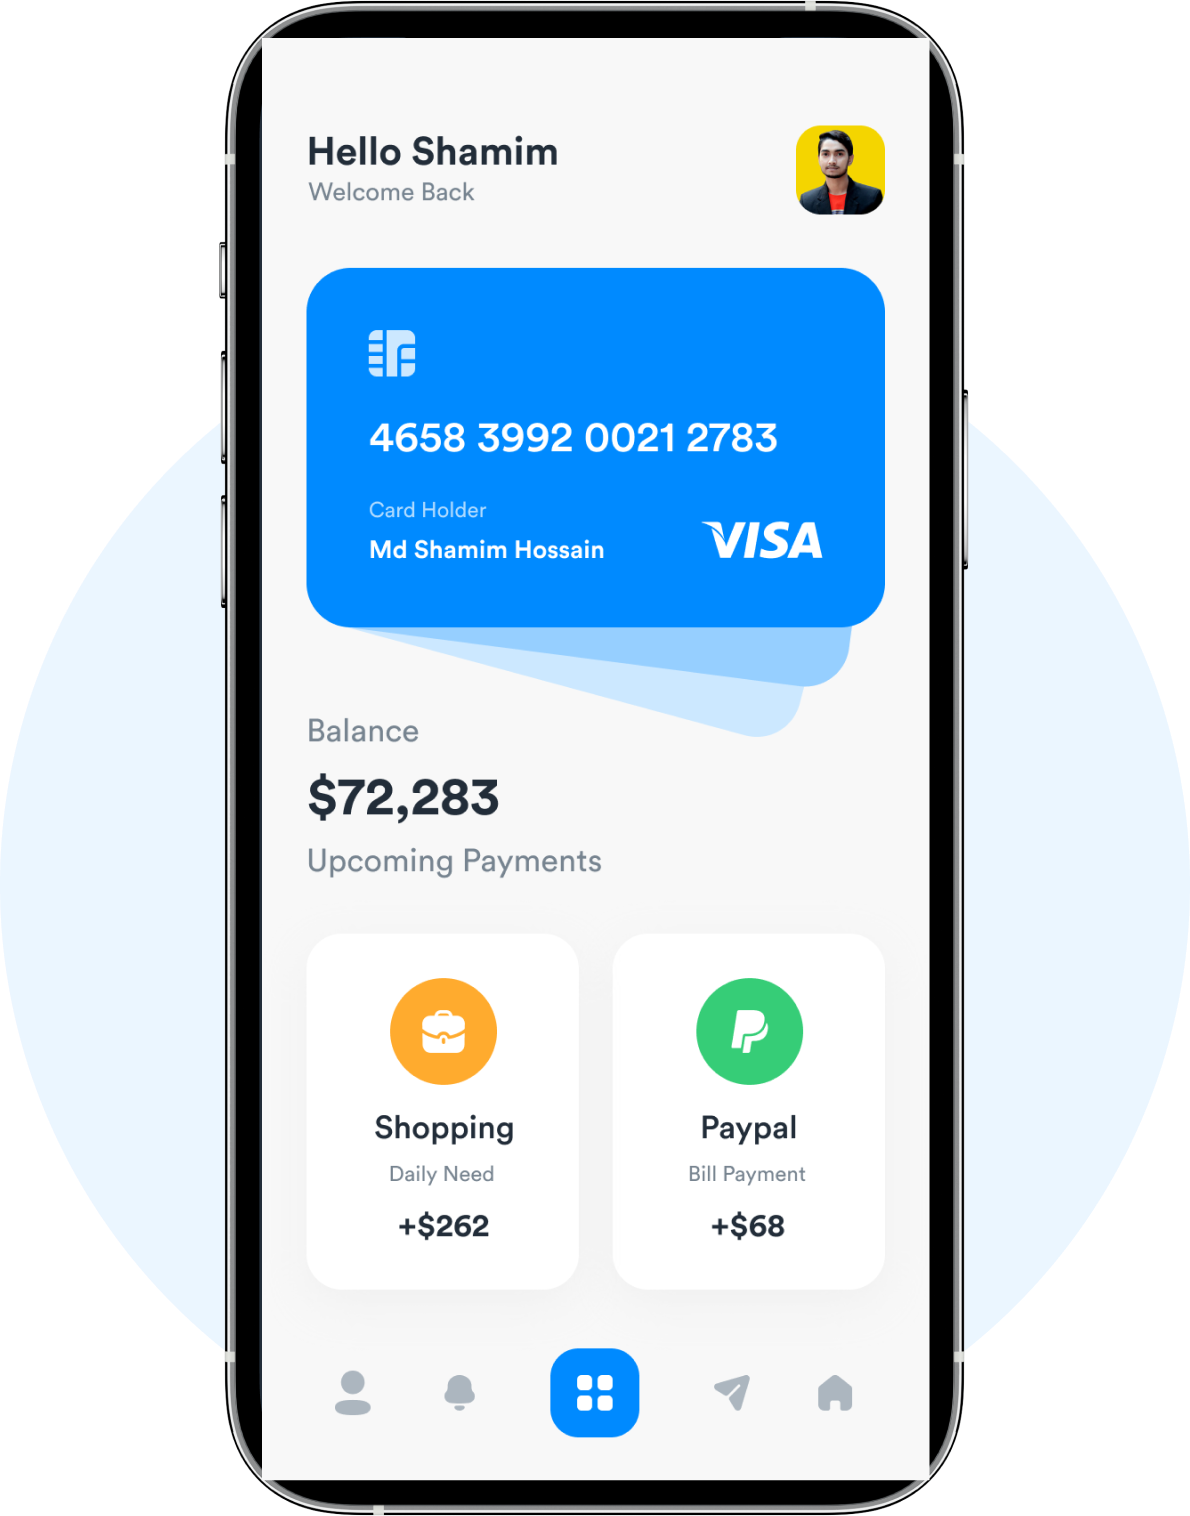 Hello Shamim
Welcome Back
4658 3992 0021 2783
Card Holder
Md Shamim Hossain
VISA
Balance
$72,283
Upcoming Payments
Shopping
Daily Need
+$262
Paypal
Bill Payment
+$68